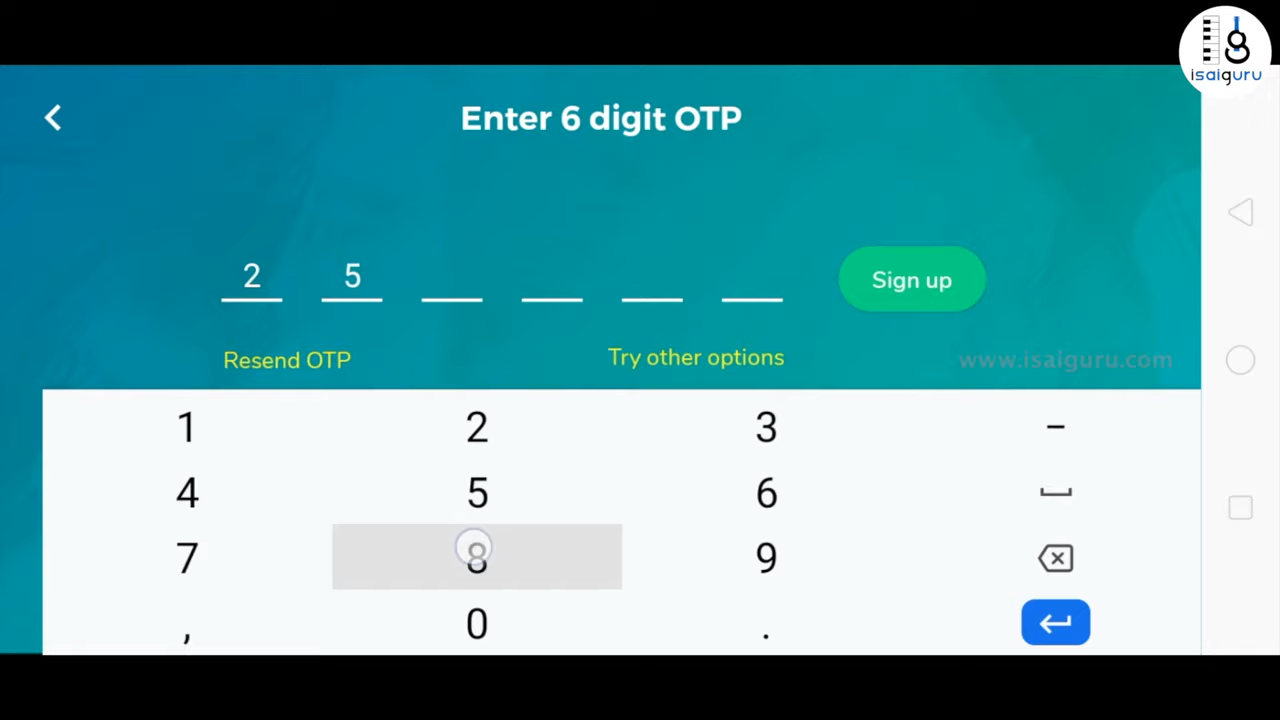 isaiguru
Enter 6 digit OTP
2 5
Sign up
Resend OTP
Try other options
www.isaiguru.com
1 2 3 –
4 5 6
7 8 9
, 0 .